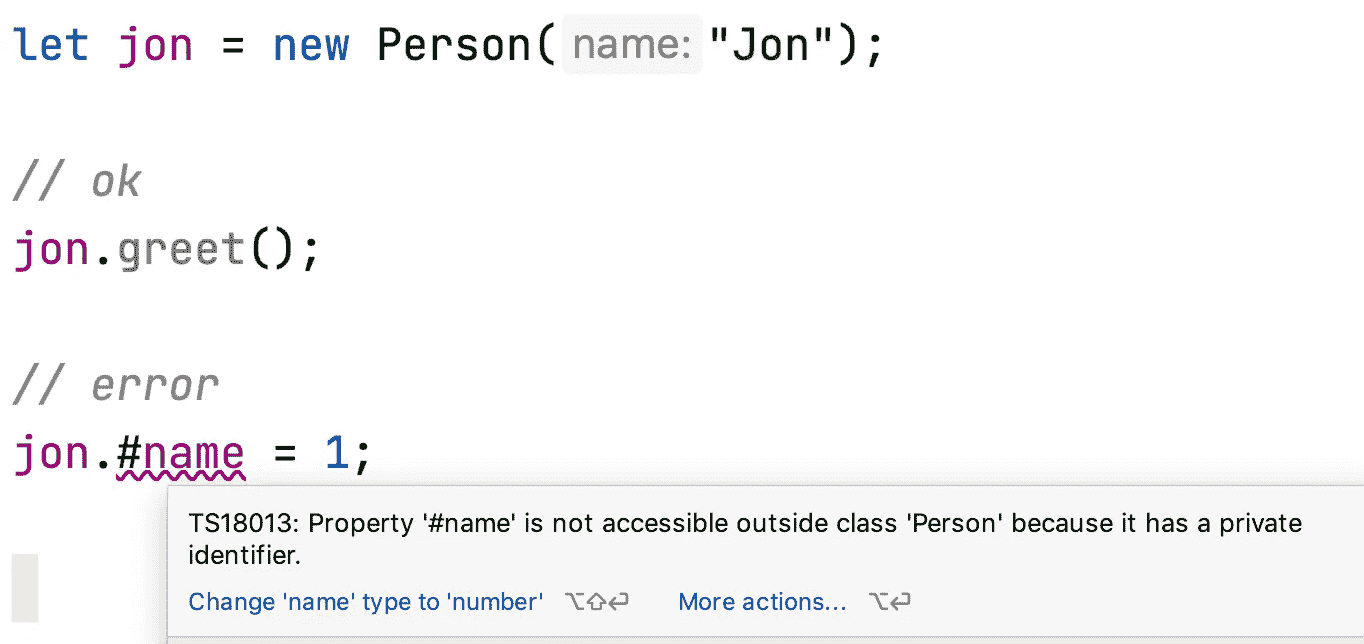 let jon = new Person( name: "Jon");
// ok
jon.greet();
// error
jon.#name = 1;
TS18013: Property '#name' is not accessible outside class 'Person' because it has a private
identifier.
Change 'name' type to 'number' ⌥⇧⏎ More actions... ⌥⏎